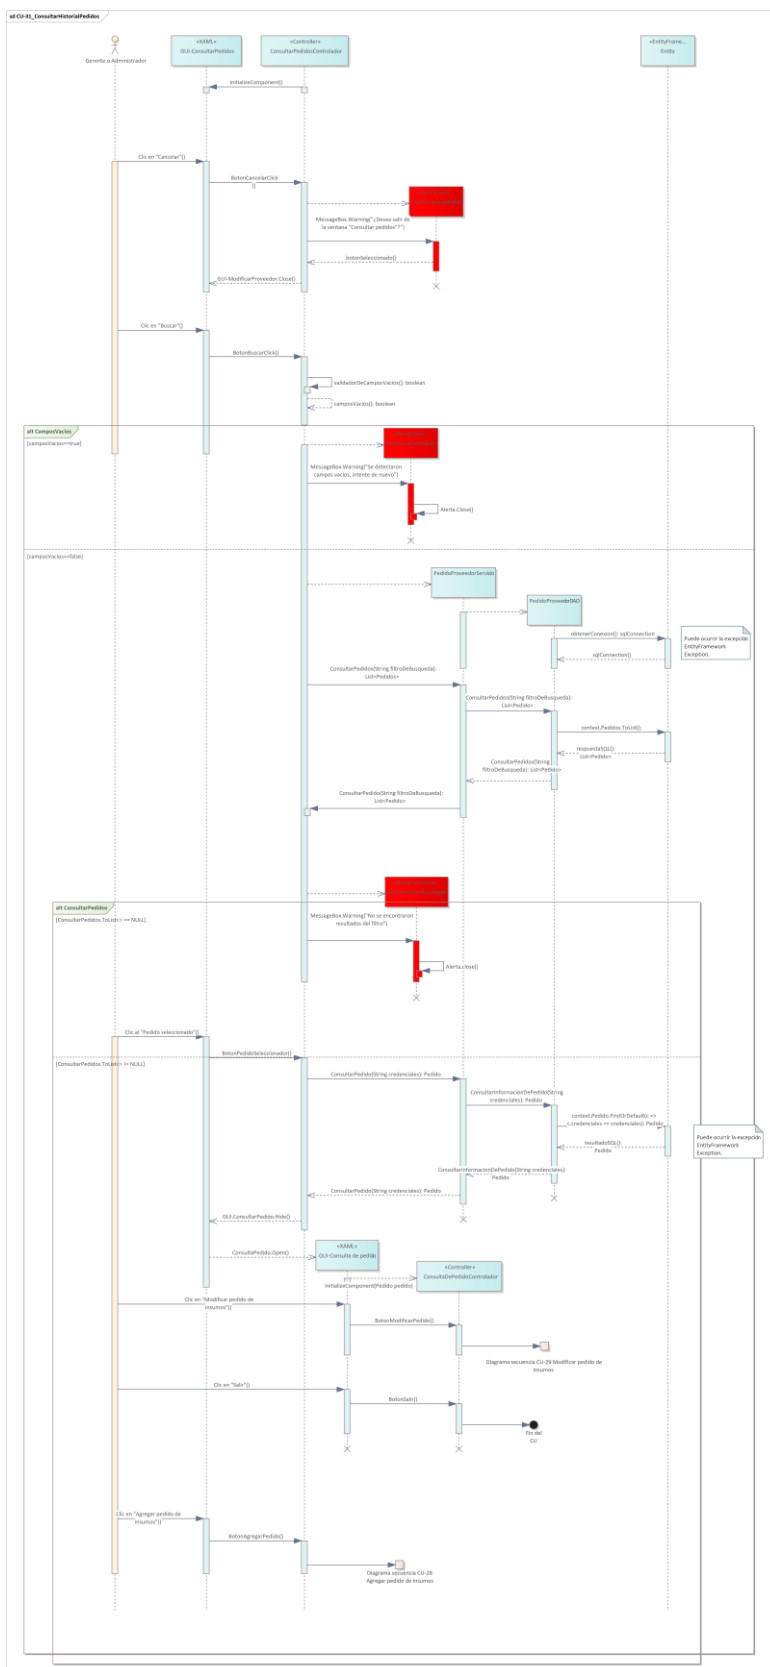 sd CU-31_ConsultarHistorialPedidos
Gerente o Administrador
«XAML»
GUI-ConsultarPedidos
«Controller»
ConsultarPedidosControlador
«EntityFrame...
Entity
initializeComponent()
Clic en "Cancelar"()
BotonCancelarClick
()
MessageBox.Warning("¿Desea salir de
la ventana "Consultar pedidos"?")
botonSeleccionado()
GUI-ModificarProveedor.Close()
Clic en "Buscar"()
BotonBuscarClick()
validadorDeCamposVacios(): boolean
camposVacios(): boolean
alt CamposVacios
[camposVacios==true]
MessageBox.Warning("Se detectaron
campos vacios, intente de nuevo")
Alerta.Close()
[camposVacios==false]
PedidoProveedorServido
PedidoProveedorDAO
obtenerConexion(): sqlConnection
sqlConnection()
Puede ocurrir la excepción
EntityFramework
Exception.
ConsultarPedidos(String filtroDeBusqueda):
List<Pedidos>
ConsultarPedidos(String filtroDeBusqueda):
List<Pedido>
context.Pedidos.ToList();
respuestaSQL():
List<Pedido>
ConsultarPedidos(String
filtroDeBusqueda): List<Pedido>
ConsultarPedidos(String filtroDeBusqueda):
List<Pedido>
alt ConsultarPedidos
[ConsultarPedidos.ToList<> == NULL]
MessageBox.Warning("No se encontraron
resultados del filtro")
Alerta.close()
Clic al "Pedido seleccionado"()
BotonPedidoSeleccionador()
[ConsultarPedidos.ToList<> != NULL]
ConsultarPedido(String credenciales): Pedido
ConsultarInformacionDePedido(String
credenciales): Pedido
context.Pedido.FirstOrDefault(: =>
c.credenciales == credenciales): Pedido
resultadoSQL():
Pedido
Puede ocurrir la excepción
EntityFramework
Exception.
ConsultarInformacionDePedido(String credenciales):
Pedido
ConsultarPedido(String credenciales): Pedido
GUI.ConsultarPedido.Hide()
ConsultaPedido.Open()
«XAML»
GUI-Consulta de pedido
«Controller»
ConsultaDePedidoControlador
initializeComponent(Pedido pedido)
Clic en "Modificar pedido de
insumos"()
BotonModificarPedido()
Diagrama secuencia CU-29 Modificar pedido de
insumos
Clic en "Salir"()
BotonSalir()
Fin del
CU
Clic en "Agregar pedido de
insumos"()
BotonAgregarPedido()
Diagrama secuencia CU-28
Agregar pedido de insumos